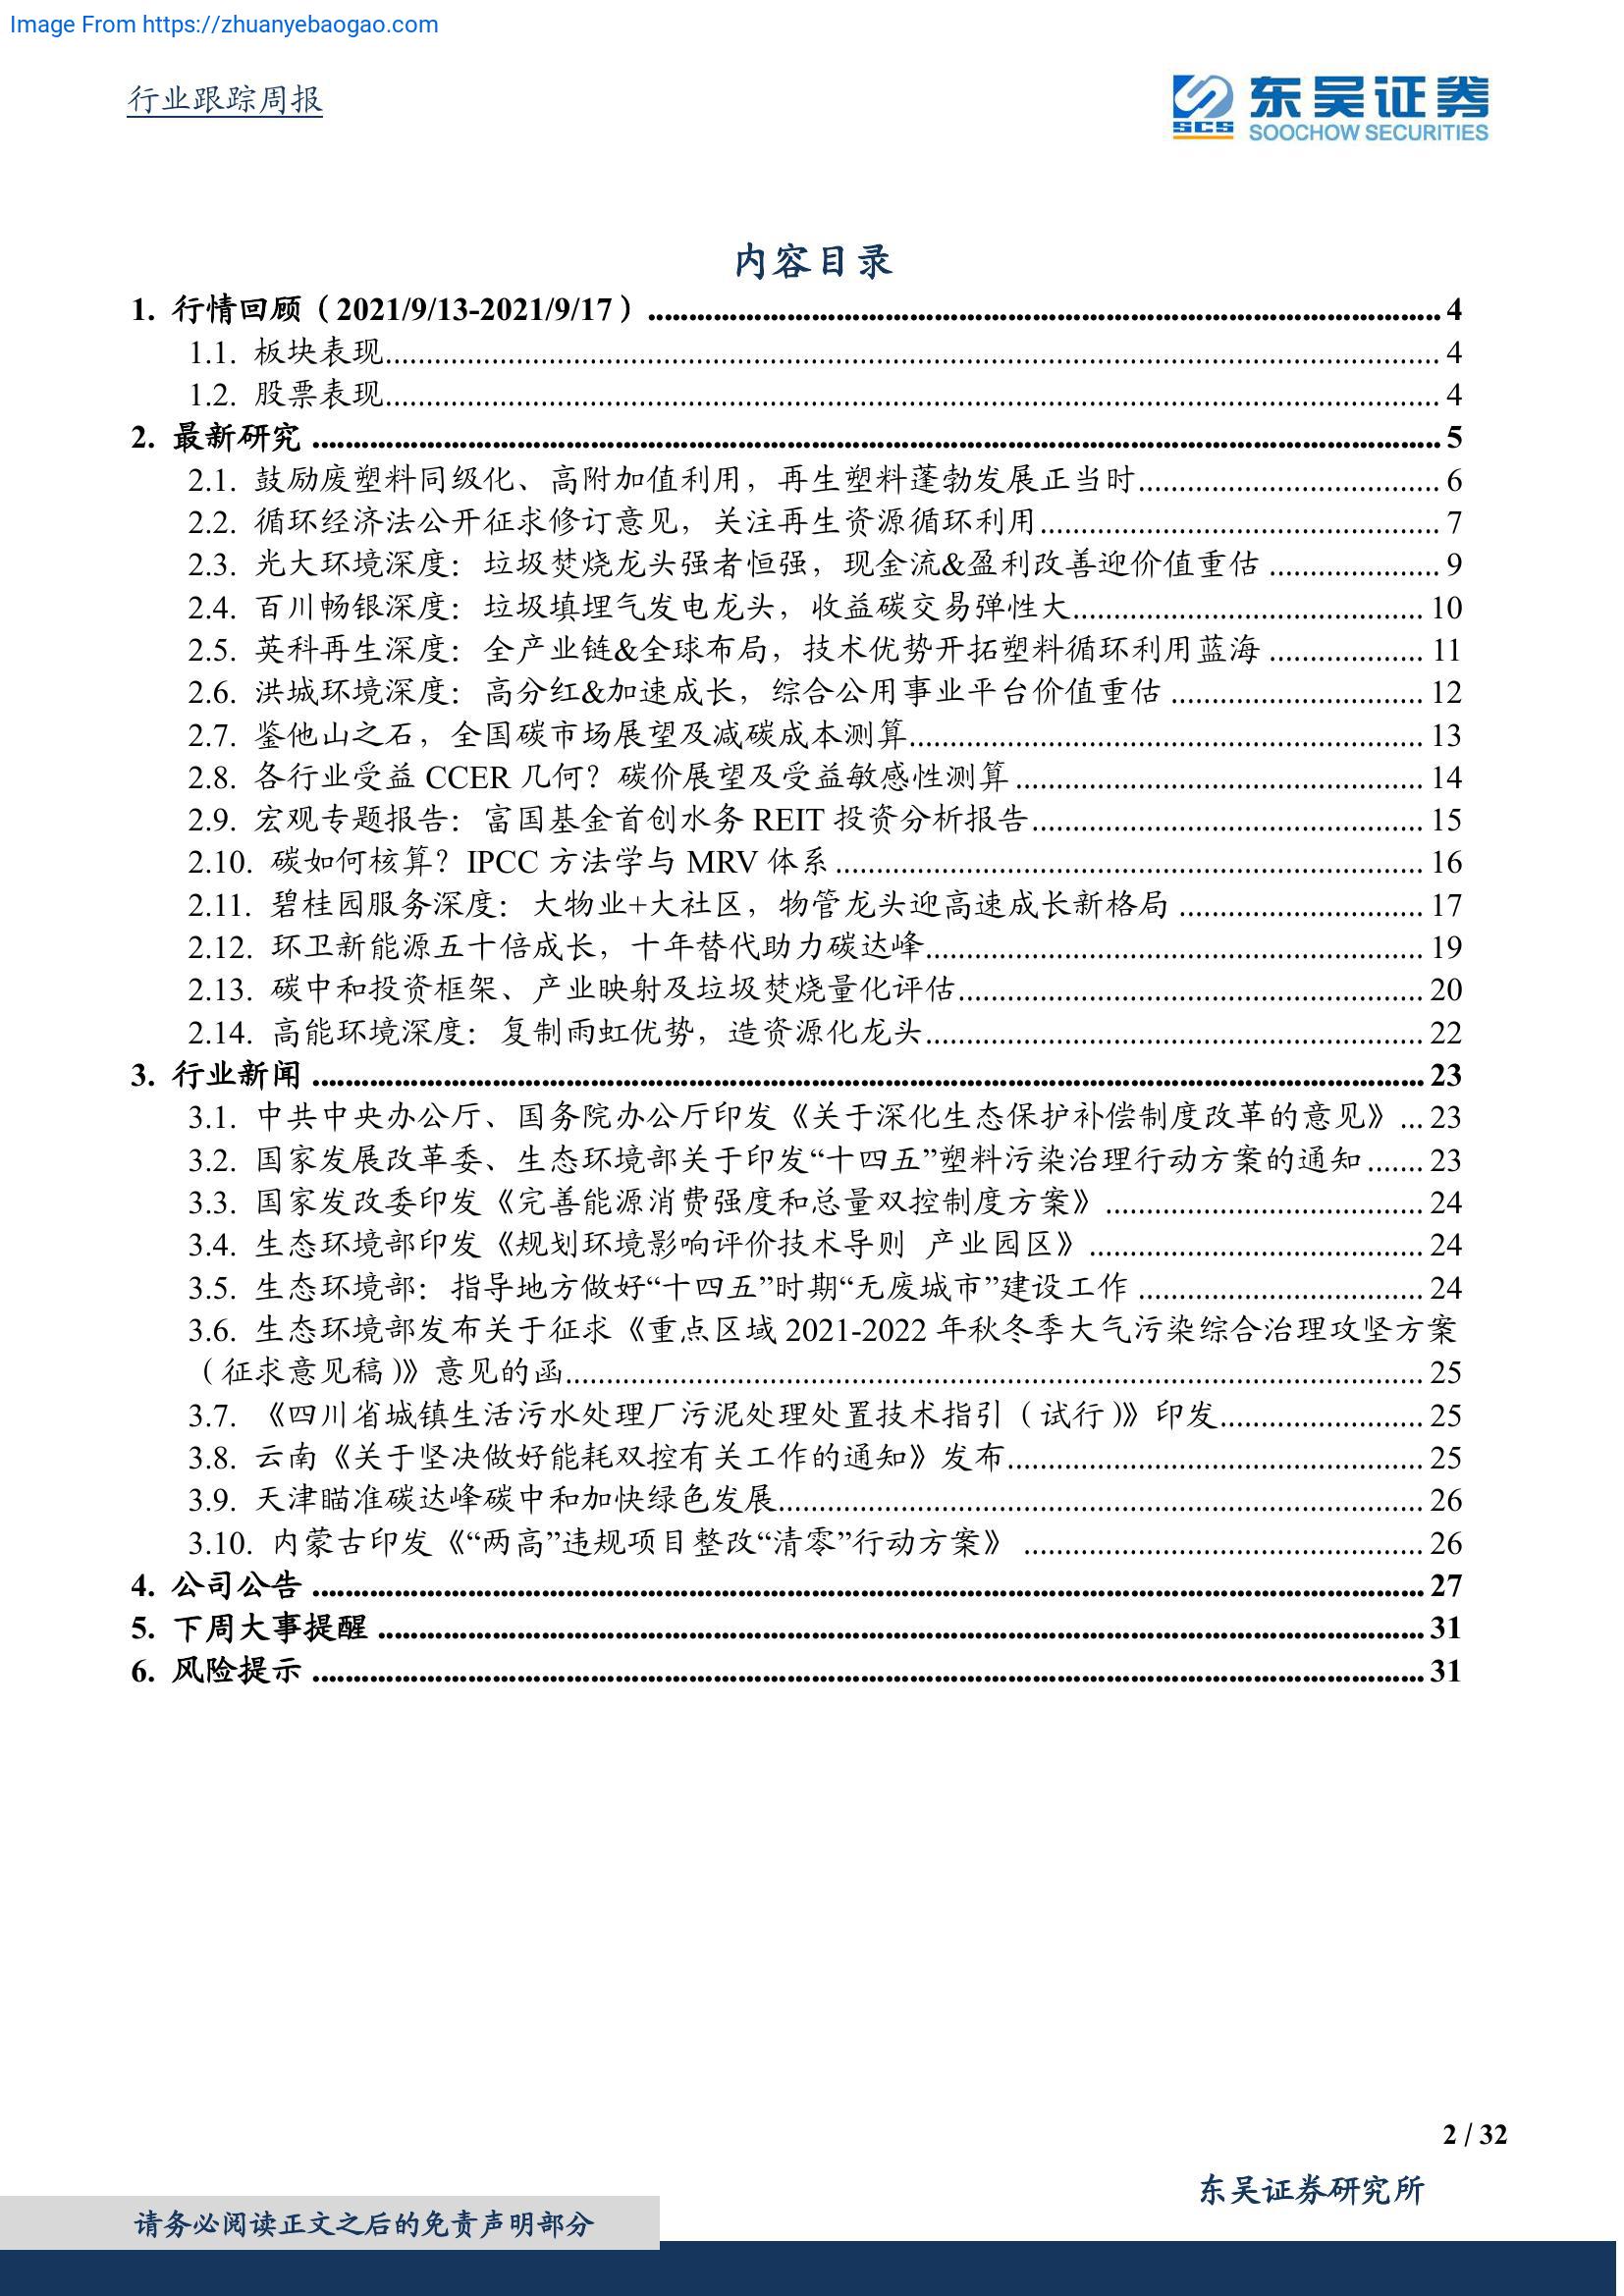 Image From https://zhuanyebaogao.com
行业跟踪周报
SCS
东吴证券
SOOCHOW SECURITIES
内容目录
1. 行情回顾（2021/9/13-2021/9/17）........ 4
1.1. 板块表现........ 4
1.2. 股票表现........ 4
2. 最新研究 ........ 5
2.1. 鼓励废塑料同级化、高附加值利用，再生塑料蓬勃发展正当时........ 6
2.2. 循环经济法公开征求修订意见，关注再生资源循环利用........ 7
2.3. 光大环境深度：垃圾焚烧龙头强者恒强，现金流&盈利改善迎价值重估 ........ 9
2.4. 百川畅银深度：垃圾填埋气发电龙头，收益碳交易弹性大........ 10
2.5. 英科再生深度：全产业链&全球布局，技术优势开拓塑料循环利用蓝海 ........ 11
2.6. 洪城环境深度：高分红&加速成长，综合公用事业平台价值重估 ........ 12
2.7. 鉴他山之石，全国碳市场展望及减碳成本测算........ 13
2.8. 各行业受益 CCER 几何？碳价展望及受益敏感性测算 ........ 14
2.9. 宏观专题报告：富国基金首创水务 REIT 投资分析报告........ 15
2.10. 碳如何核算？IPCC 方法学与 MRV 体系 ........ 16
2.11. 碧桂园服务深度：大物业+大社区，物管龙头迎高速成长新格局 ........ 17
2.12. 环卫新能源五十倍成长，十年替代助力碳达峰........ 19
2.13. 碳中和投资框架、产业映射及垃圾焚烧量化评估........ 20
2.14. 高能环境深度：复制雨虹优势，造资源化龙头........ 22
3. 行业新闻 ........ 23
3.1. 中共中央办公厅、国务院办公厅印发《关于深化生态保护补偿制度改革的意见》 ... 23
3.2. 国家发展改革委、生态环境部关于印发“十四五”塑料污染治理行动方案的通知....... 23
3.3. 国家发改委印发《完善能源消费强度和总量双控制度方案》 ........ 24
3.4. 生态环境部印发《规划环境影响评价技术导则 产业园区》 ........ 24
3.5. 生态环境部：指导地方做好“十四五”时期“无废城市”建设工作 ........ 24
3.6. 生态环境部发布关于征求《重点区域 2021-2022 年秋冬季大气污染综合治理攻坚方案
（征求意见稿）》意见的函........ 25
3.7. 《四川省城镇生活污水处理厂污泥处理处置技术指引（试行）》印发........ 25
3.8. 云南《关于坚决做好能耗双控有关工作的通知》发布........ 25
3.9. 天津瞄准碳达峰碳中和加快绿色发展........ 26
3.10. 内蒙古印发《“两高”违规项目整改“清零”行动方案》 ........ 26
4. 公司公告 ........ 27
5. 下周大事提醒 ........ 31
6. 风险提示 ........ 31
2 / 32
东吴证券研究所
请务必阅读正文之后的免责声明部分